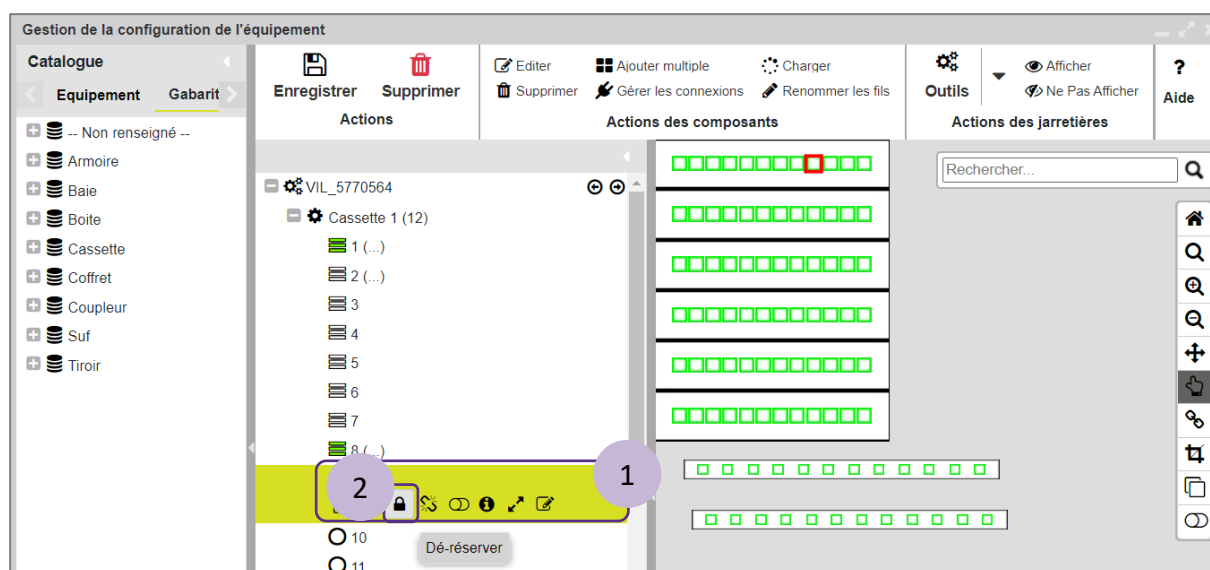 Gestion de la configuration de l'équipement
Catalogue
Equipement Gabarit
-- Non renseigné --
Armoire
Baie
Boite
Cassette
Coffret
Coupleur
Suf
Tiroir
Enregistrer Supprimer
Actions
Editer Ajouter multiple Charger
Supprimer Gérer les connexions Renommer les fils
Actions des composants
Outils
Afficher
Ne Pas Afficher
Actions des jarretières
?
Aide
VIL_5770564
Cassette 1 (12)
1 (...)
2 (...)
3
4
5
6
7
8 (...)
1
2
10
Dé-réserver
11
Rechercher...